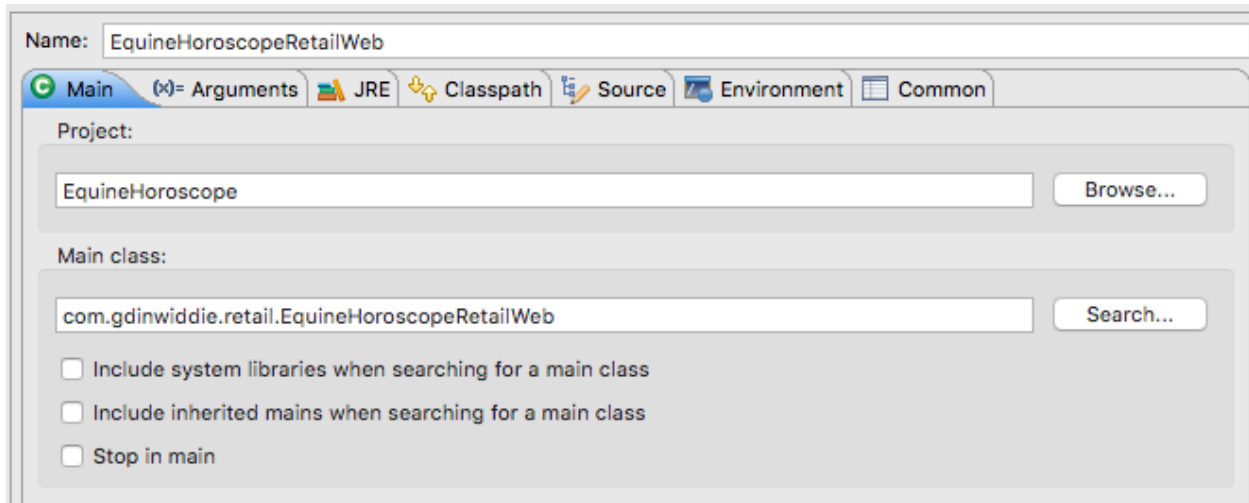 Name: EquineHoroscopeRetailWeb
Main (x)= Arguments JRE Classpath Source Environment Common
Project:
EquineHoroscope Browse...
Main class:
com.gdinwiddie.retail.EquineHoroscopeRetailWeb Search...
Include system libraries when searching for a main class
Include inherited mains when searching for a main class
Stop in main